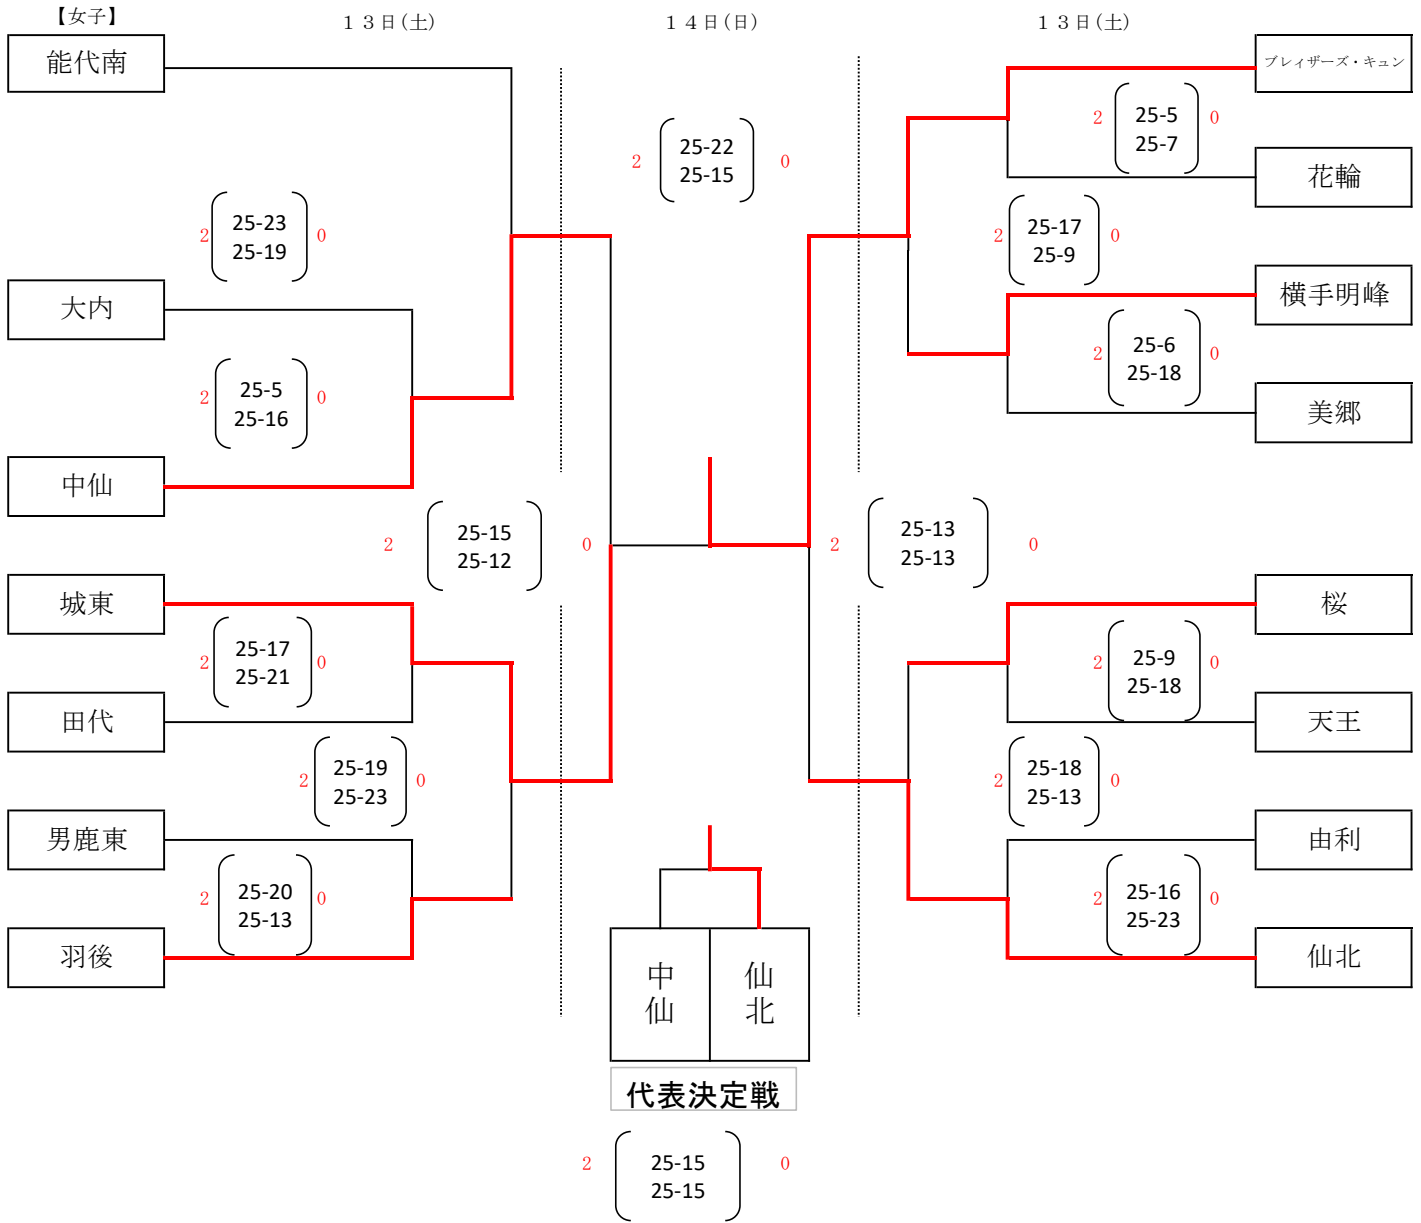 【女子】
１３日(土)
１４日(日)
１３日(土)
能代南
大内
中仙
城東
田代
男鹿東
羽後
2
25-23
25-19
0
2
25-5
25-16
0
2
25-15
25-12
0
2
25-17
25-21
0
2
25-19
25-23
0
2
25-20
25-13
0
2
25-22
25-15
0
ブレィザーズ・キュン
花輪
横手明峰
美郷
桜
天王
由利
仙北
2
25-5
25-7
0
2
25-17
25-9
0
2
25-6
25-18
0
2
25-13
25-13
0
2
25-9
25-18
0
2
25-18
25-13
0
2
25-16
25-23
0
中仙
仙北
代表決定戦
2
25-15
25-15
0